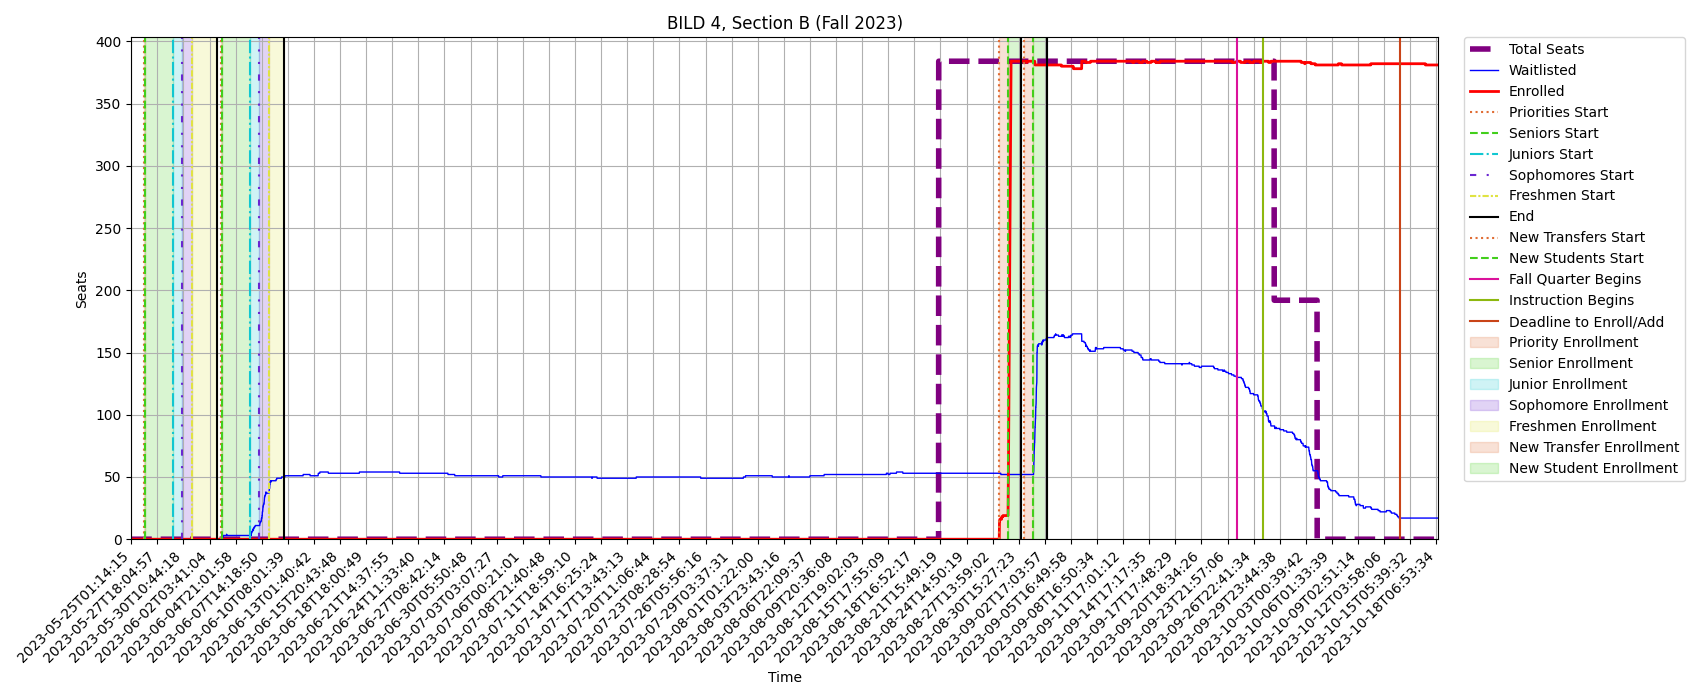 BILD 4, Section B (Fall 2023)
Seats
400
350
300
250
200
150
100
50
0
2023-05-25T01:14:15
2023-05-27T18:04:57
2023-05-30T10:44:18
2023-06-02T03:41:04
2023-06-04T21:01:58
2023-06-07T14:18:50
2023-06-10T08:01:39
2023-06-13T01:40:42
2023-06-15T20:43:48
2023-06-18T18:00:49
2023-06-21T14:37:55
2023-06-24T11:33:40
2023-06-27T08:42:14
2023-06-30T05:50:48
2023-07-03T03:07:27
2023-07-06T00:21:01
2023-07-08T21:40:48
2023-07-11T18:59:10
2023-07-14T16:25:24
2023-07-17T13:43:13
2023-07-20T11:06:44
2023-07-23T08:28:54
2023-07-26T05:56:16
2023-07-29T03:37:31
2023-08-01T01:22:00
2023-08-03T22:43:16
2023-08-06T22:09:37
2023-08-09T20:36:08
2023-08-12T19:02:03
2023-08-15T17:55:09
2023-08-18T16:52:17
2023-08-21T15:49:19
2023-08-24T14:50:19
2023-08-27T13:59:02
2023-08-30T15:27:23
2023-09-02T17:03:57
2023-09-05T16:49:58
2023-09-08T16:50:34
2023-09-11T17:01:12
2023-09-14T17:17:35
2023-09-17T17:48:29
2023-09-20T18:34:26
2023-09-23T21:57:06
2023-09-26T22:41:34
2023-09-29T23:44:38
2023-10-03T00:39:42
2023-10-06T01:33:39
2023-10-09T02:51:14
2023-10-12T03:58:06
2023-10-15T05:39:32
2023-10-18T06:53:34
Time
Total Seats
Waitlisted
Enrolled
Priorities Start
Seniors Start
Juniors Start
Sophomores Start
Freshmen Start
End
New Transfers Start
New Students Start
Fall Quarter Begins
Instruction Begins
Deadline to Enroll/Add
Priority Enrollment
Senior Enrollment
Junior Enrollment
Sophomore Enrollment
Freshmen Enrollment
New Transfer Enrollment
New Student Enrollment